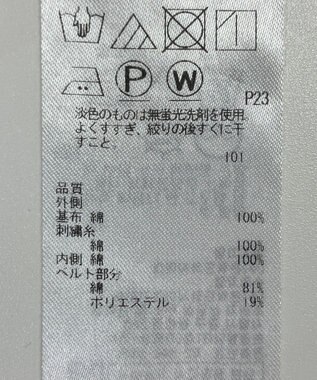 P W
P23
淡色のものは無蛍光洗剤を使用
よくすすぎ、絞りの後すぐに干
すこと。
101
品質
外側
基布 綿 100%
刺繍糸
綿 100%
内側 綿 100%
ベルト部分
綿 81%
ポリエステル 19%